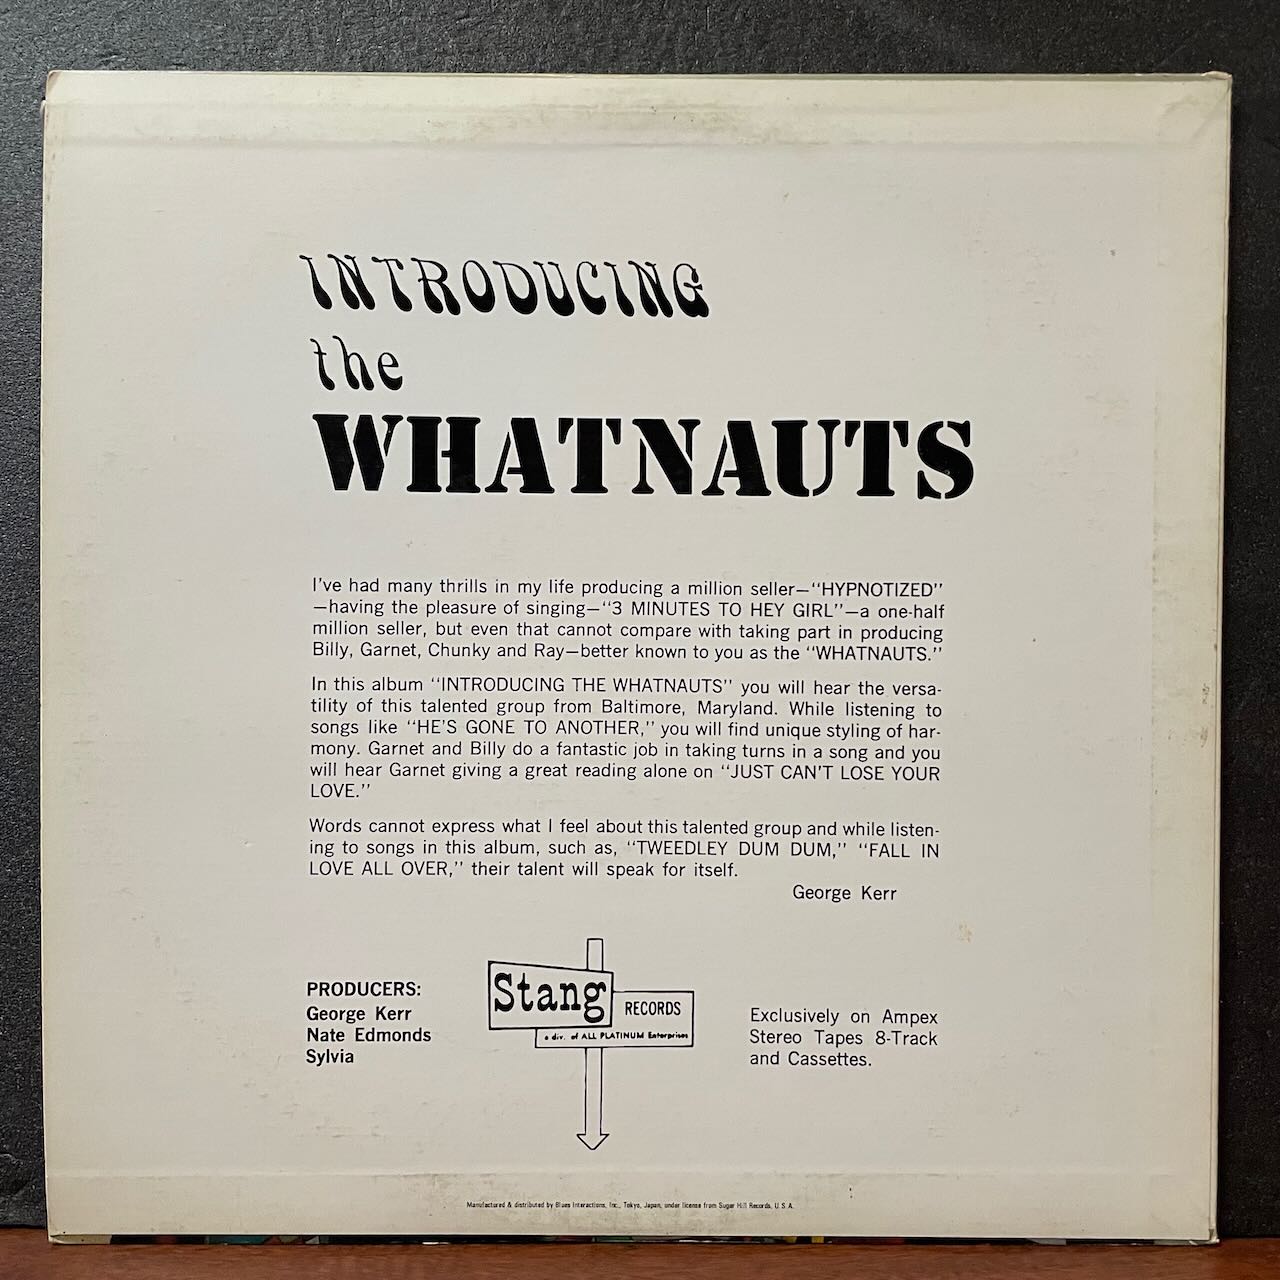 INTRODUCING
the
WHATNAUTS
I've had many thrills in my life producing a million seller—"HYPNOTIZED"
—having the pleasure of singing—"3 MINUTES TO HEY GIRL"—a one-half
million seller, but even that cannot compare with taking part in producing
Billy, Garnet, Chunky and Ray—better known to you as the "WHATNAUTS."
In this album "INTRODUCING THE WHATNAUTS" you will hear the versa-
tility of this talented group from Baltimore, Maryland. While listening to
songs like "HE'S GONE TO ANOTHER," you will find unique styling of har-
mony. Garnet and Billy do a fantastic job in taking turns in a song and you
will hear Garnet giving a great reading alone on "JUST CAN'T LOSE YOUR
LOVE."
Words cannot express what I feel about this talented group and while listen-
ing to songs in this album, such as, "TWEEDLEY DUM DUM," "FALL IN
LOVE ALL OVER," their talent will speak for itself.
George Kerr
PRODUCERS:
George Kerr
Nate Edmonds
Sylvia
Stang
RECORDS
a div. of ALL PLATINUM Enterprises
Exclusively on Ampex
Stereo Tapes 8-Track
and Cassettes.
Manufactured & distributed by Blues Interactions, Inc., Tokyo, Japan, under license from Sugar Hill Records, U.S.A.